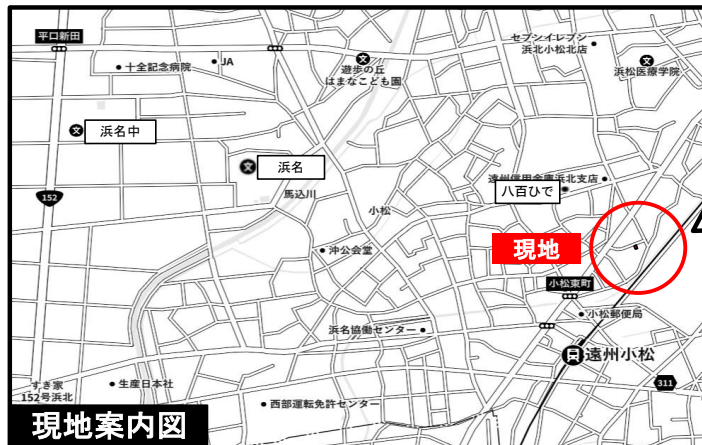 平口新田
十全記念病院
JA
遊歩の丘
はまなこども園
セブンイレブン
浜北小松北店
浜松医療学院
浜名中
浜名
馬込川
小松
遠州信用金庫浜北支店
八百ひで
152
沖公会堂
現地
小松東町
小松郵便局
浜名協働センター
遠州小松
311
すき家
152号浜北
生産日本社
西部運転免許センター
現地案内図